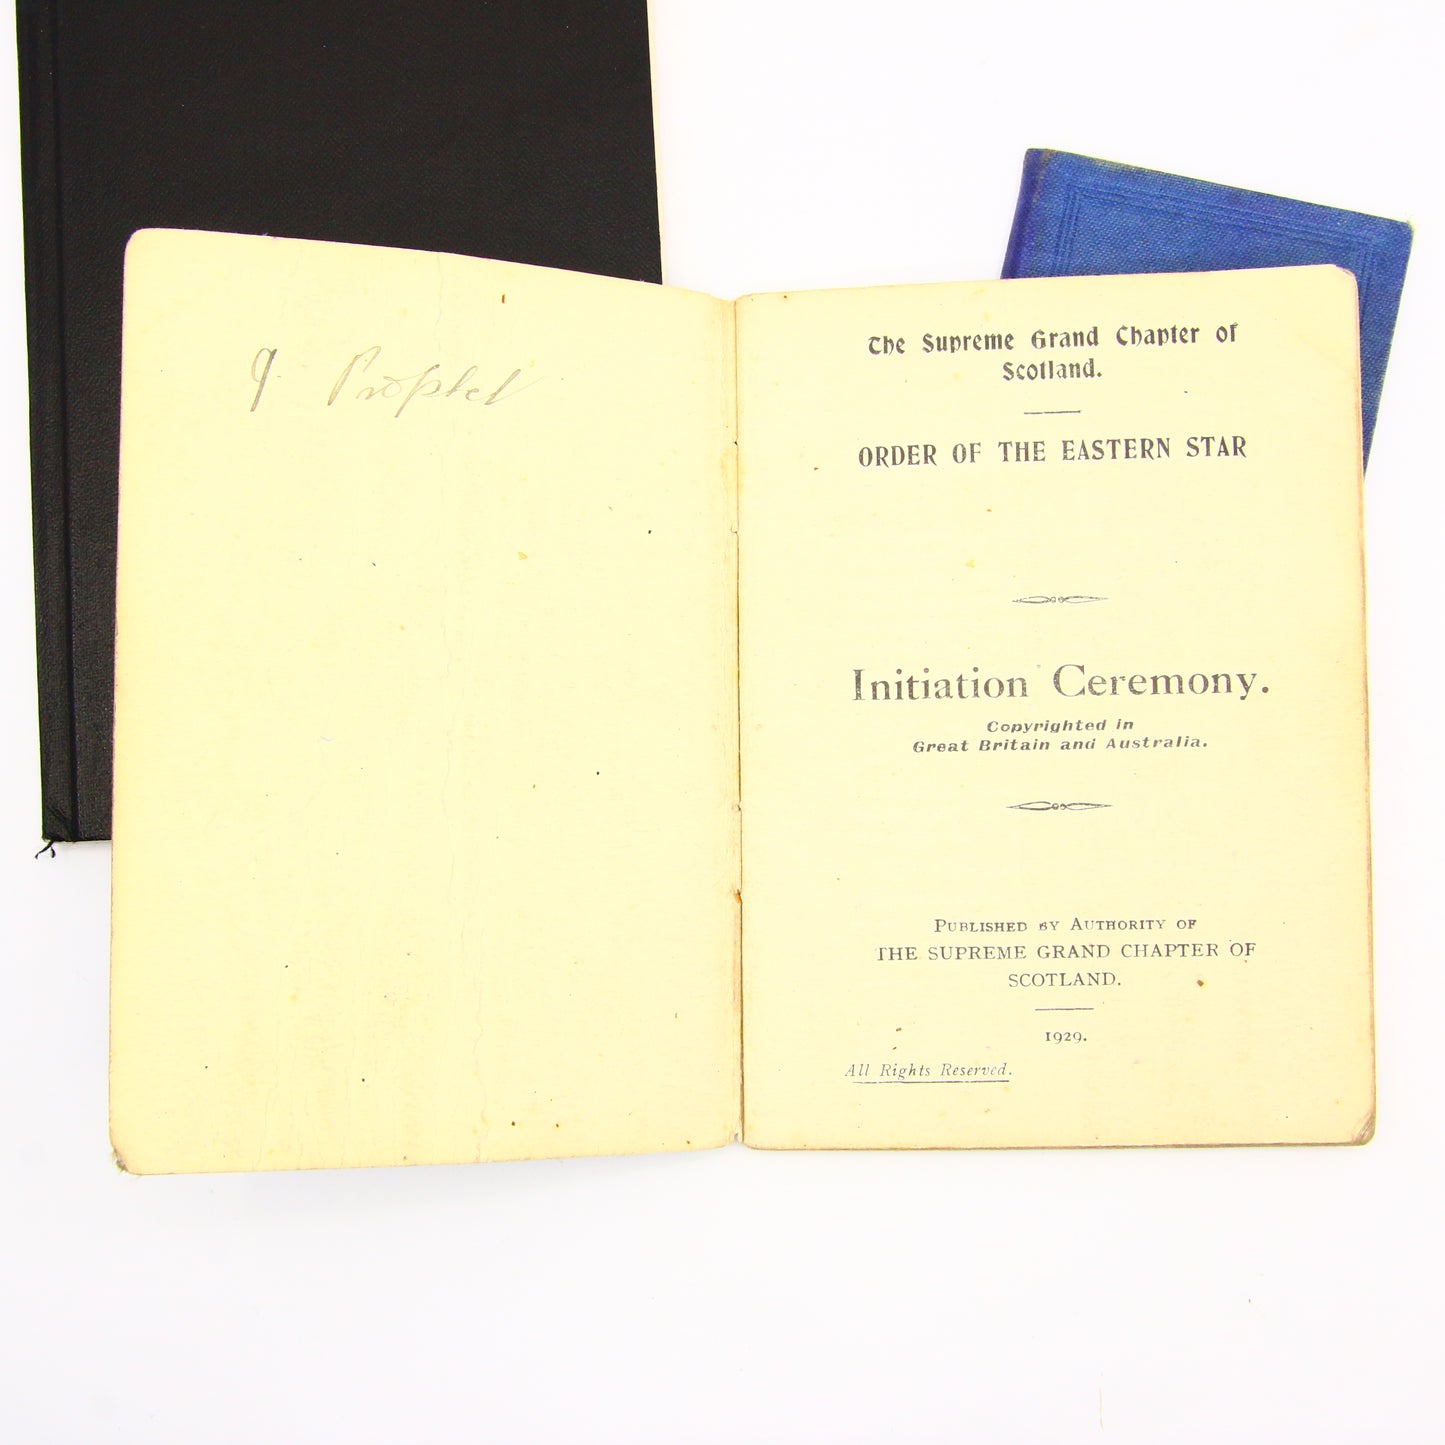 The Supreme Grand Chapter of
Scotland.
ORDER OF THE EASTERN STAR
Initiation Ceremony.
Copyrighted in
Great Britain and Australia.
PUBLISHED BY AUTHORITY OF
THE SUPREME GRAND CHAPTER OF
SCOTLAND.
1929.
All Rights Reserved.